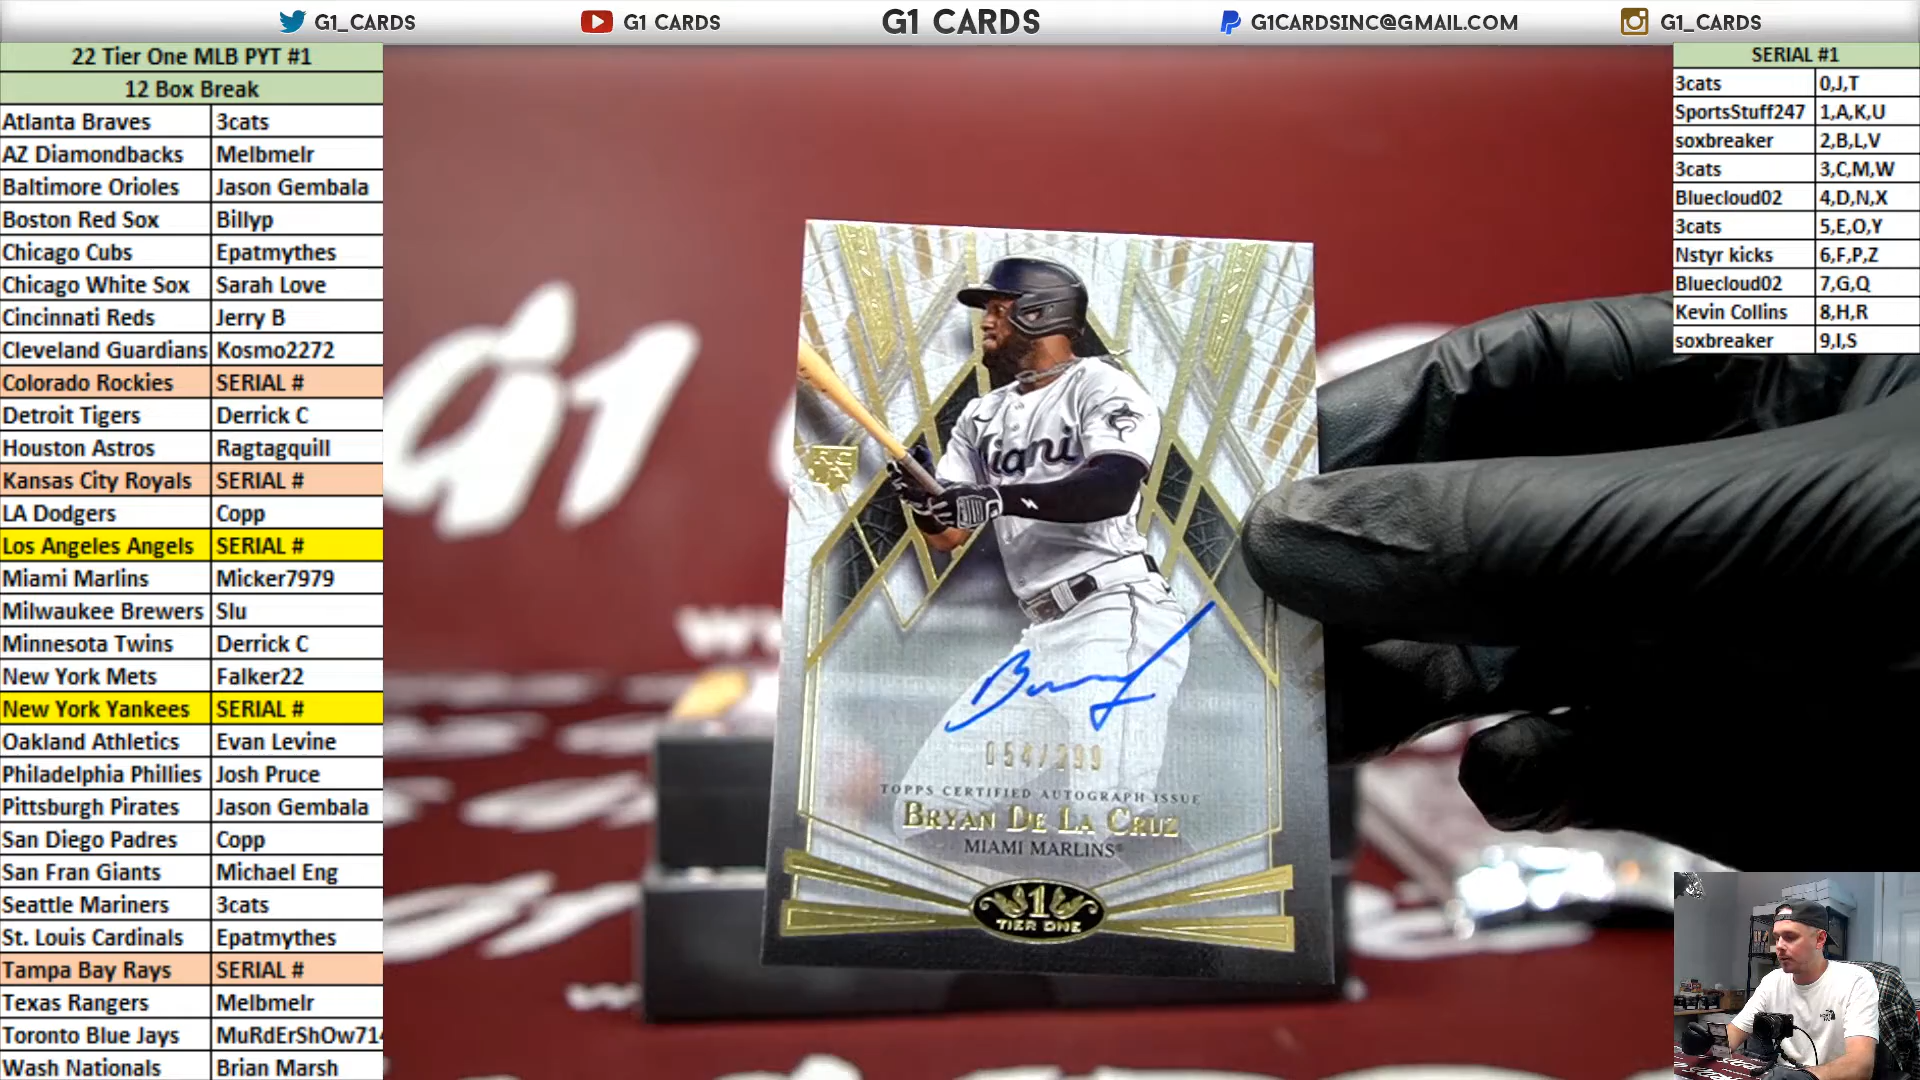 G1_CARDS
G1 CARDS
G1 CARDS
G1CARDSINC@GMAIL.COM
G1_CARDS
22 Tier One MLB PYT #1
12 Box Break
Atlanta Braves 3cats
AZ Diamondbacks Melbmelr
Baltimore Orioles Jason Gembala
Boston Red Sox Billyp
Chicago Cubs Epatmythes
Chicago White Sox Sarah Love
Cincinnati Reds Jerry B
Cleveland Guardians Kosmo2272
Colorado Rockies SERIAL #
Detroit Tigers Derrick C
Houston Astros Ragtagquill
Kansas City Royals SERIAL #
LA Dodgers Copp
Los Angeles Angels SERIAL #
Miami Marlins Micker7979
Milwaukee Brewers Slu
Minnesota Twins Derrick C
New York Mets Falker22
New York Yankees SERIAL #
Oakland Athletics Evan Levine
Philadelphia Phillies Josh Pruce
Pittsburgh Pirates Jason Gembala
San Diego Padres Copp
San Fran Giants Michael Eng
Seattle Mariners 3cats
St. Louis Cardinals Epatmythes
Tampa Bay Rays SERIAL #
Texas Rangers Melbmelr
Toronto Blue Jays MuRdErShOw714
Wash Nationals Brian Marsh
SERIAL #1
3cats 0,J,T
SportsStuff247 1,A,K,U
soxbreaker 2,B,L,V
3cats 3,C,M,W
Bluecloud02 4,D,N,X
3cats 5,E,O,Y
Nstyr kicks 6,F,P,Z
Bluecloud02 7,G,Q
Kevin Collins 8,H,R
soxbreaker 9,I,S
g1
RC
Miami
054/299
TOPPS CERTIFIED AUTOGRAPH ISSUE
BRYAN DE LA CRUZ
MIAMI MARLINS
1
TIER ONE